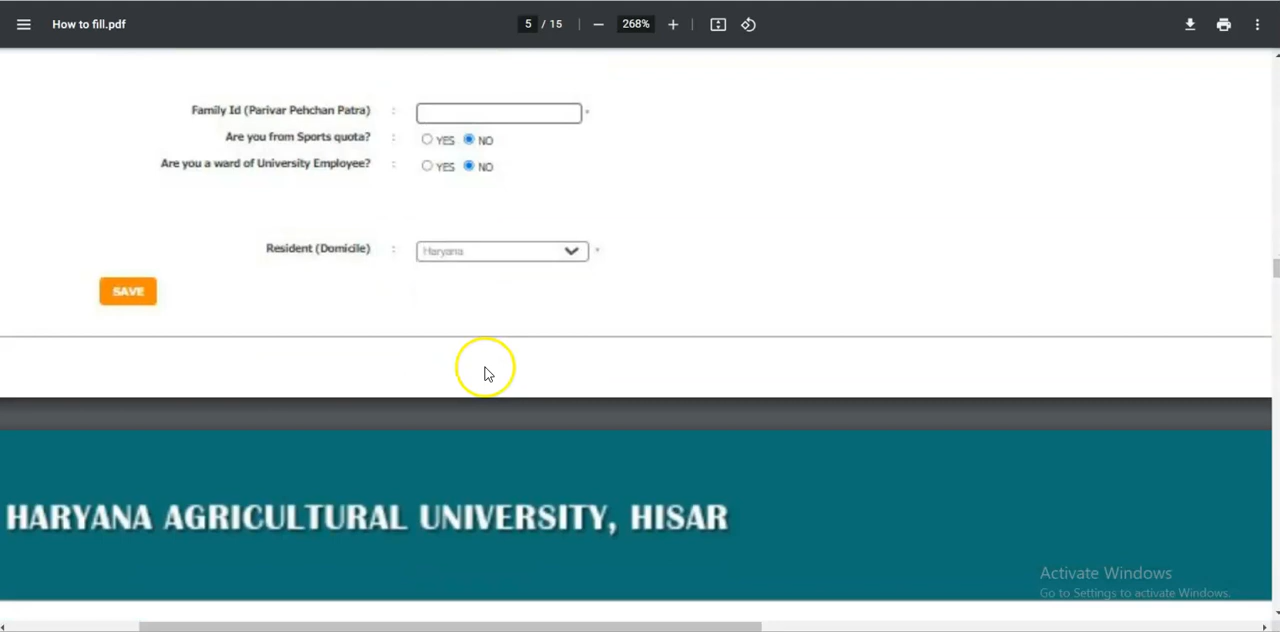 How to fill.pdf 5 / 15 268%
Family Id (Parivar Pehchan Patra) : *
Are you from Sports quota? : YES NO
Are you a ward of University Employee? : YES NO
Resident (Domicile) : Haryana *
SAVE
HARYANA AGRICULTURAL UNIVERSITY, HISAR
Activate Windows
Go to Settings to activate Windows.